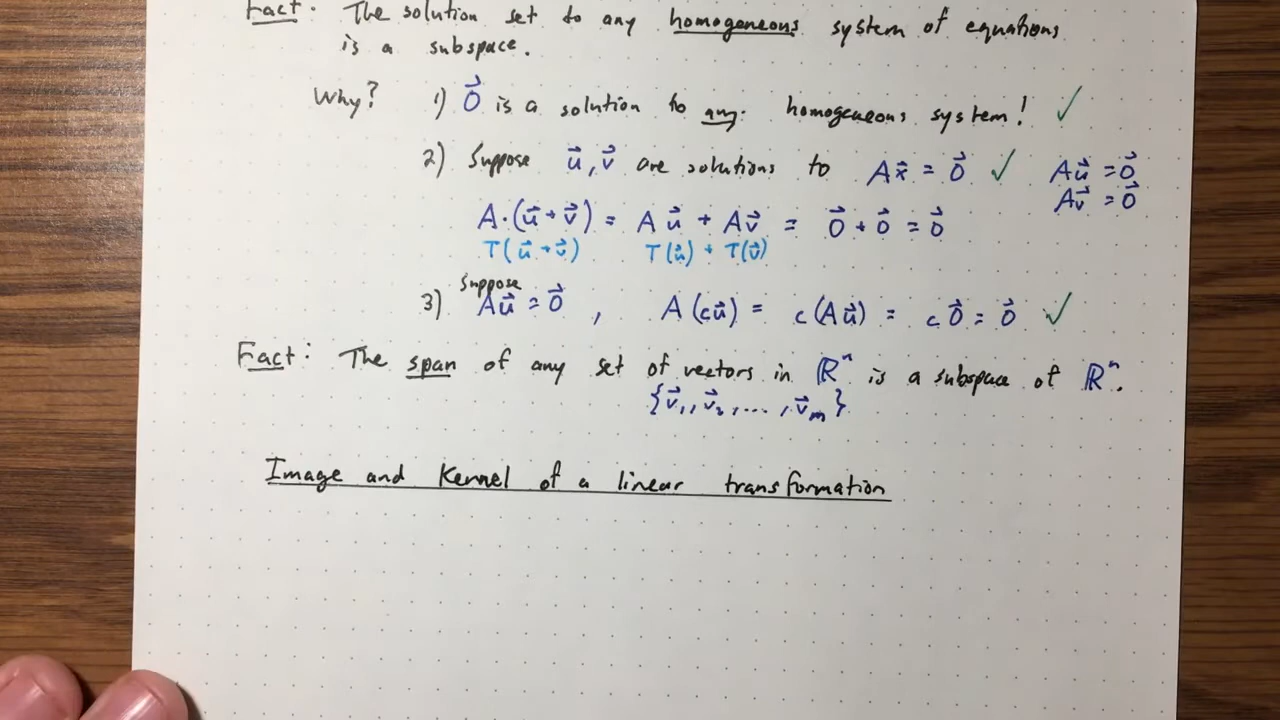 Fact: The solution set to any homogeneous system of equations
is a subspace.
Why? 1) 0⃗ is a solution to any homogeneous system! ✓
2) Suppose u⃗, v⃗ are solutions to Ax⃗ = 0⃗ ✓ Au⃗ = 0⃗
Av⃗ = 0⃗
A·(u⃗+v⃗) = Au⃗ + Av⃗ = 0⃗ + 0⃗ = 0⃗
T(u⃗+v⃗) T(u⃗) + T(v⃗)
Suppose
3) Au⃗ = 0⃗ , A(cu⃗) = c(Au⃗) = c0⃗ = 0⃗ ✓
Fact: The span of any set of vectors in ℝⁿ is a subspace of ℝⁿ.
{v⃗₁, v⃗₂, ..., v⃗ₘ}
Image and Kernel of a linear transformation